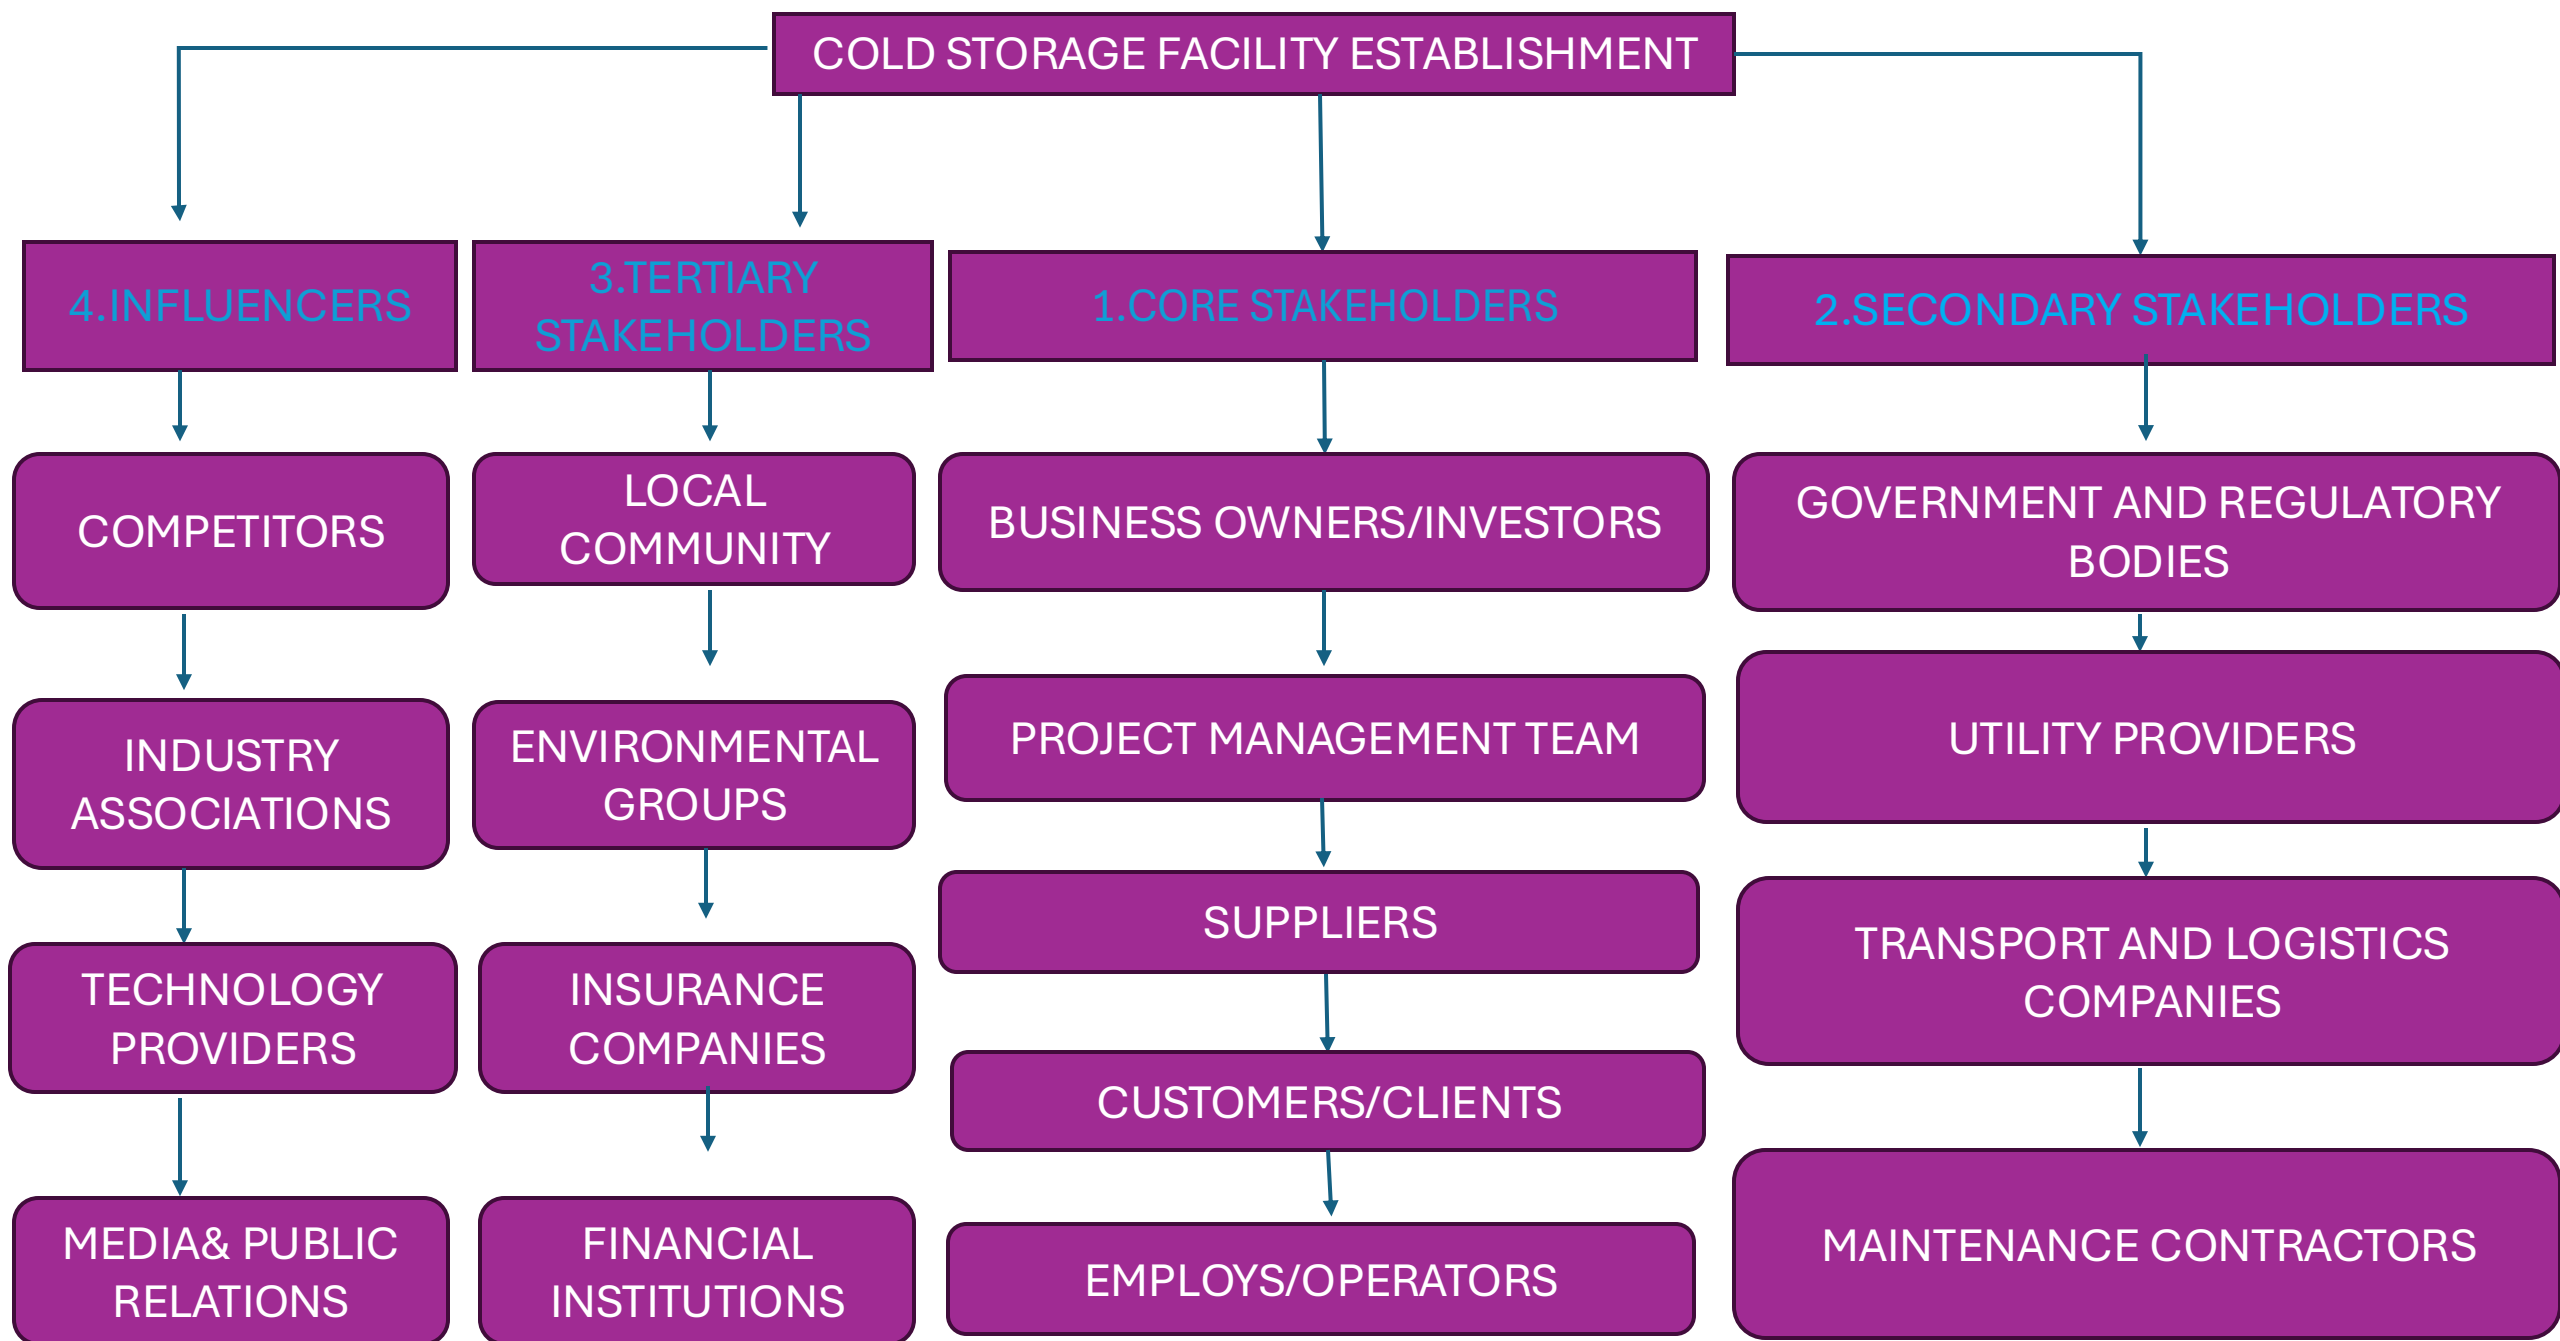 COLD STORAGE FACILITY ESTABLISHMENT
4.INFLUENCERS
3.TERTIARY
STAKEHOLDERS
1.CORE STAKEHOLDERS
2.SECONDARY STAKEHOLDERS
COMPETITORS
LOCAL
COMMUNITY
BUSINESS OWNERS/INVESTORS
GOVERNMENT AND REGULATORY
BODIES
INDUSTRY
ASSOCIATIONS
ENVIRONMENTAL
GROUPS
PROJECT MANAGEMENT TEAM
UTILITY PROVIDERS
TECHNOLOGY
PROVIDERS
INSURANCE
COMPANIES
SUPPLIERS
TRANSPORT AND LOGISTICS
COMPANIES
CUSTOMERS/CLIENTS
MEDIA& PUBLIC
RELATIONS
FINANCIAL
INSTITUTIONS
EMPLOYS/OPERATORS
MAINTENANCE CONTRACTORS